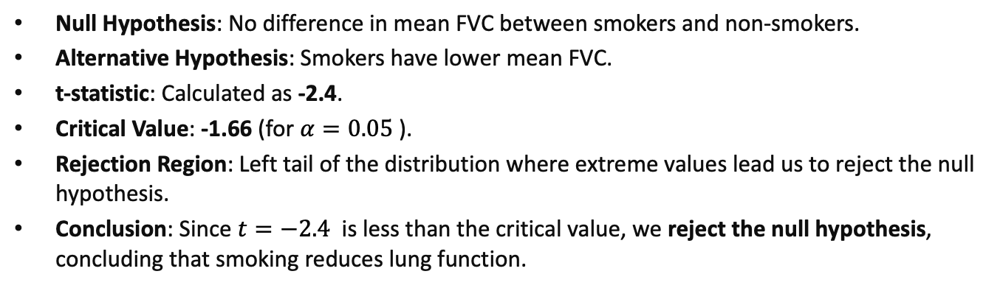 • Null Hypothesis: No difference in mean FVC between smokers and non-smokers.
• Alternative Hypothesis: Smokers have lower mean FVC.
• t-statistic: Calculated as -2.4.
• Critical Value: -1.66 (for α = 0.05 ).
• Rejection Region: Left tail of the distribution where extreme values lead us to reject the null
hypothesis.
• Conclusion: Since t = −2.4 is less than the critical value, we reject the null hypothesis,
concluding that smoking reduces lung function.